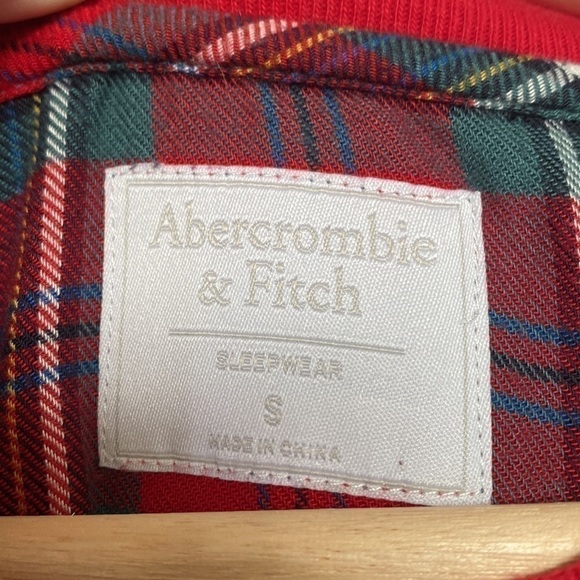 Abercrombie
& Fitch
SLEEPWEAR
S
MADE IN CHINA